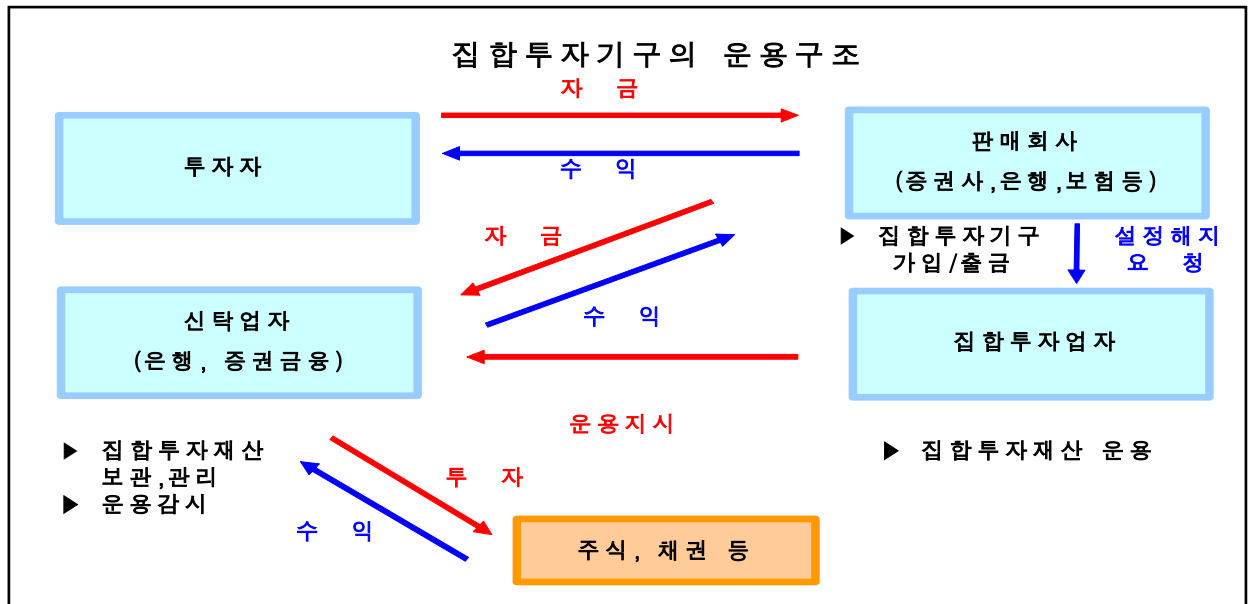 집합투자기구의 운용구조
자 금
투자자
수 익
판매회사
(증권사,은행,보험등)
자 금
▶ 집합투자기구
가입/출금
설정해지
요 청
수 익
신탁업자
(은행, 증권금융)
집합투자업자
운용지시
▶ 집합투자재산
보관,관리
▶ 운용감시
▶ 집합투자재산 운용
투 자
수 익
주식, 채권 등